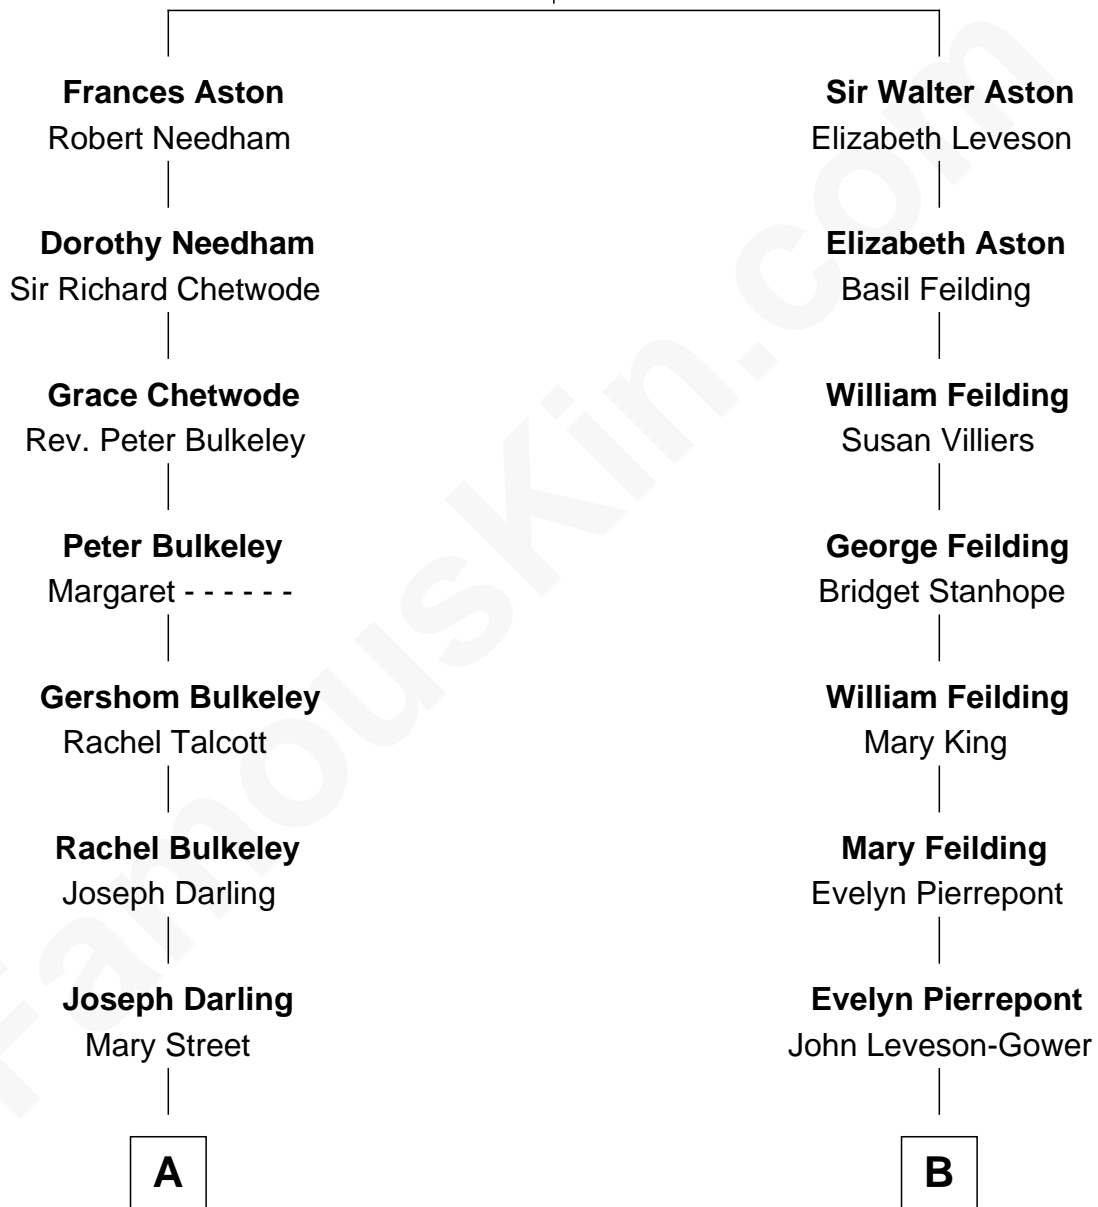 Frances Aston
Robert Needham
Dorothy Needham
Sir Richard Chetwode
Grace Chetwode
Rev. Peter Bulkeley
Peter Bulkeley
Margaret - - - - - -
Gershom Bulkeley
Rachel Talcott
Rachel Bulkeley
Joseph Darling
Joseph Darling
Mary Street
A
Sir Walter Aston
Elizabeth Leveson
Elizabeth Aston
Basil Feilding
William Feilding
Susan Villiers
George Feilding
Bridget Stanhope
William Feilding
Mary King
Mary Feilding
Evelyn Pierrepont
Evelyn Pierrepont
John Leveson-Gower
B
FamousKin.com